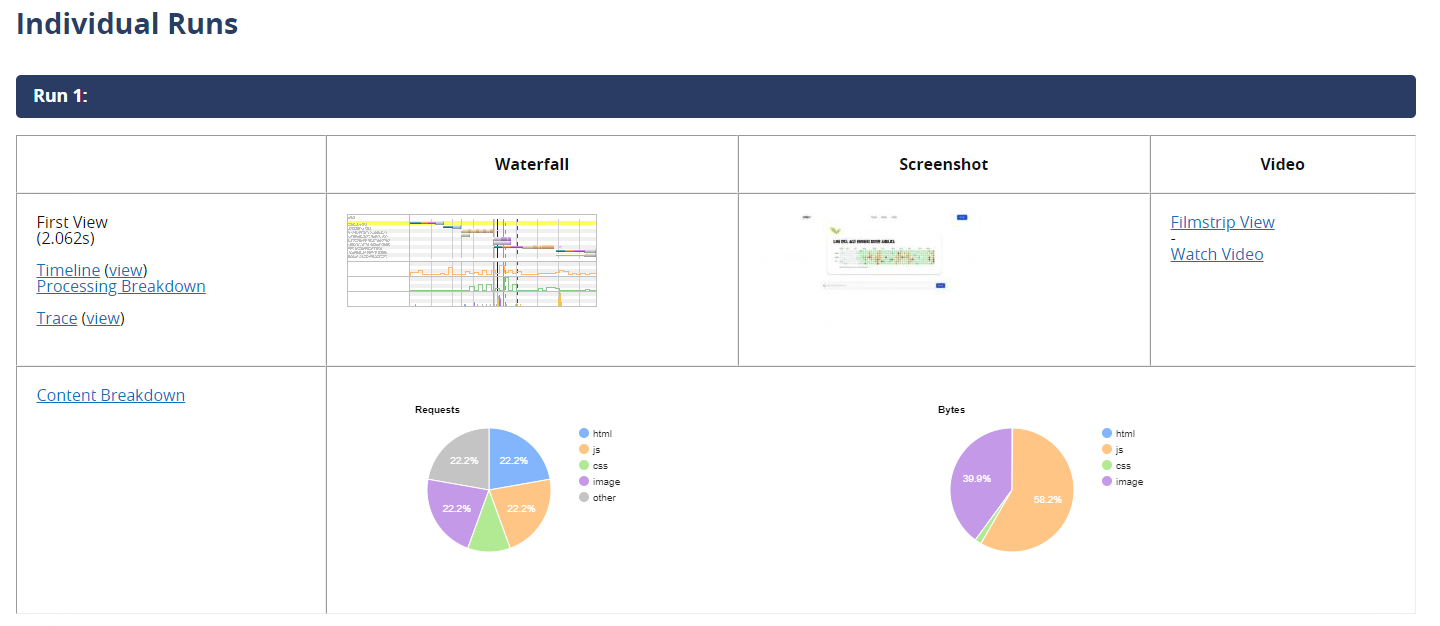 Individual Runs
Run 1:
Waterfall
Screenshot
Video
First View
(2.062s)
Timeline (view)
Processing Breakdown
Trace (view)
Filmstrip View
-
Watch Video
Content Breakdown
Requests
22.2%
22.2%
22.2%
22.2%
html
js
css
image
other
Bytes
39.9%
58.2%
html
js
css
image